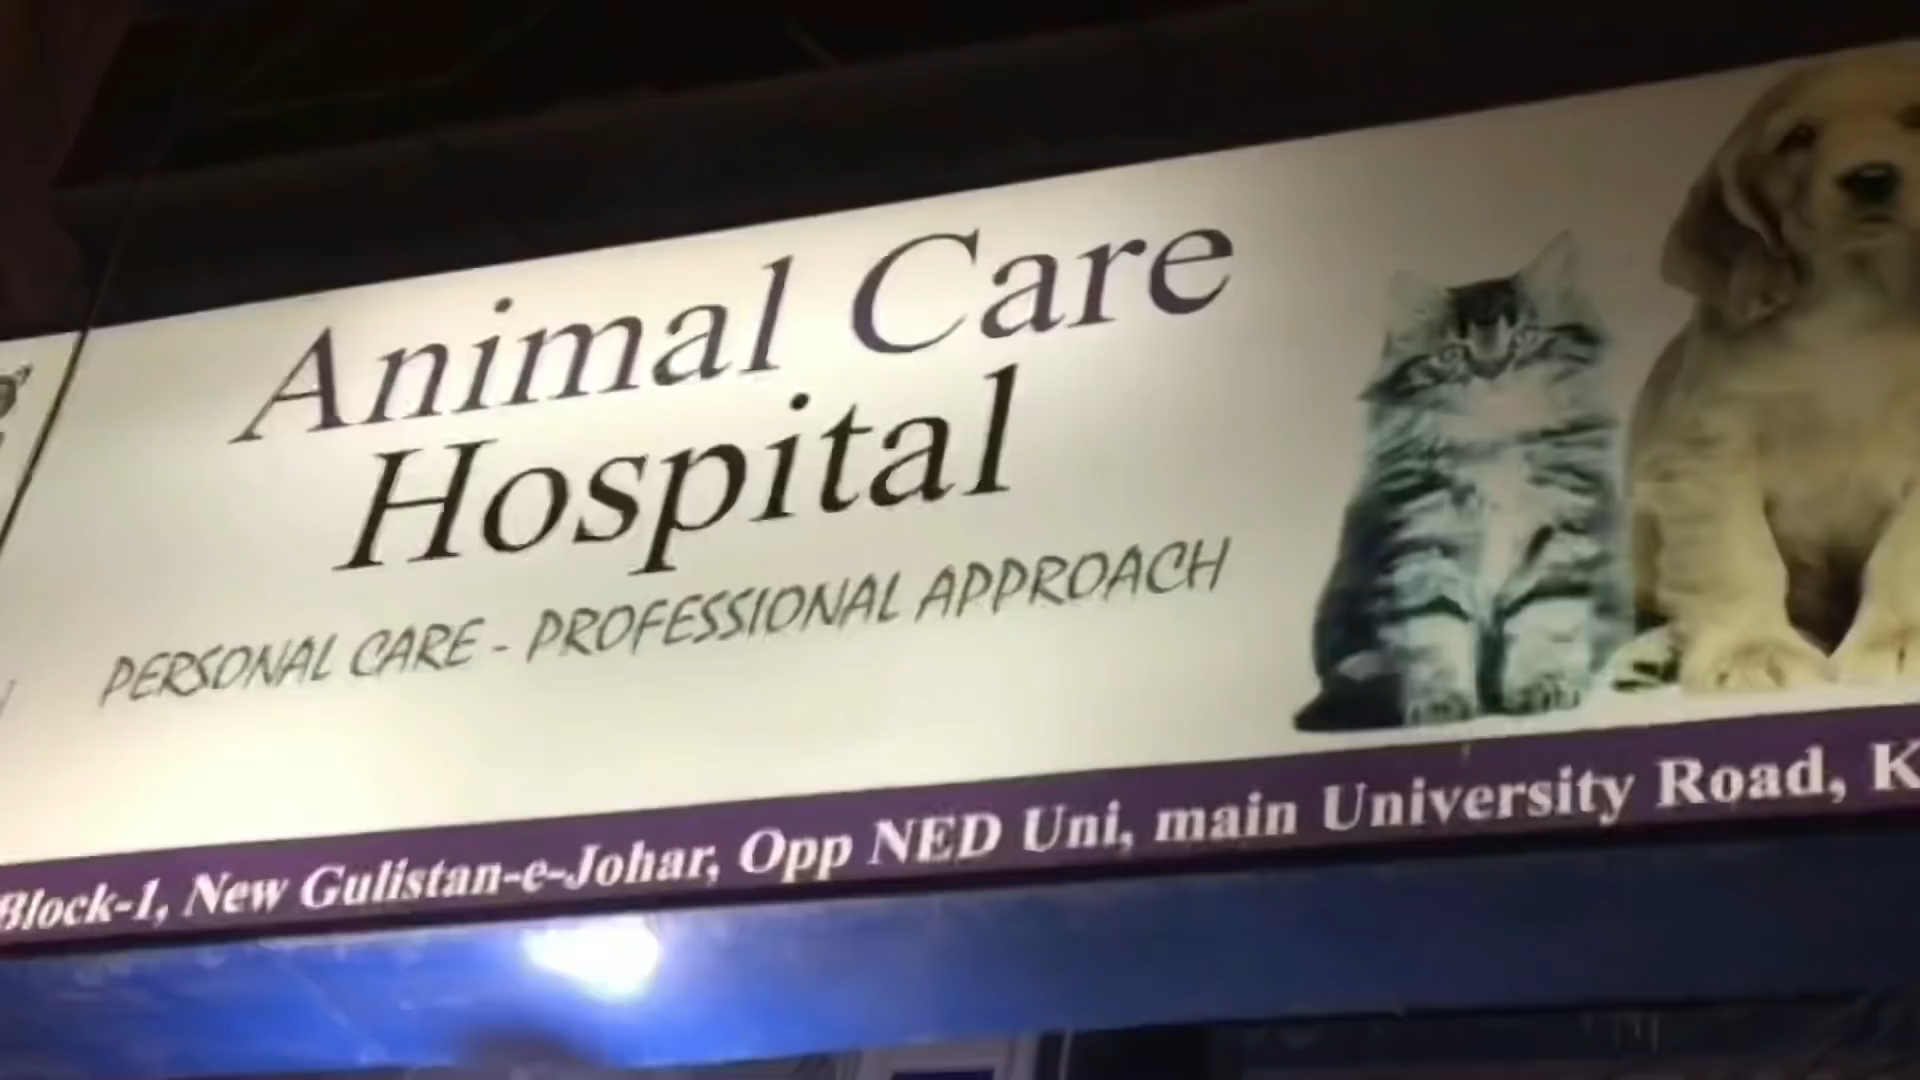 Animal Care
Hospital
PERSONAL CARE - PROFESSIONAL APPROACH
Block-1, New Gulistan-e-Johar, Opp NED Uni, main University Road, K